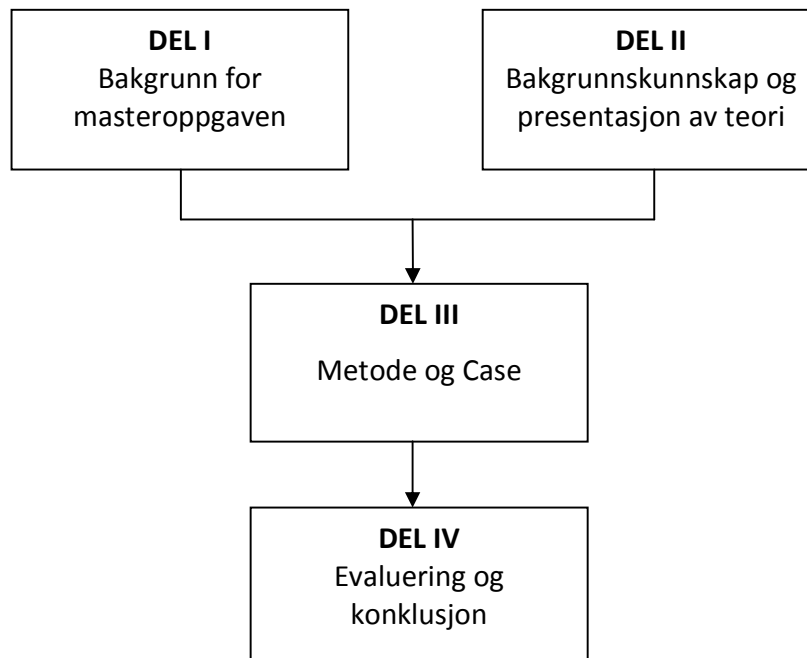 DEL I
Bakgrunn for
masteroppgaven
DEL II
Bakgrunnskunnskap og
presentasjon av teori
DEL III
Metode og Case
DEL IV
Evaluering og
konklusjon